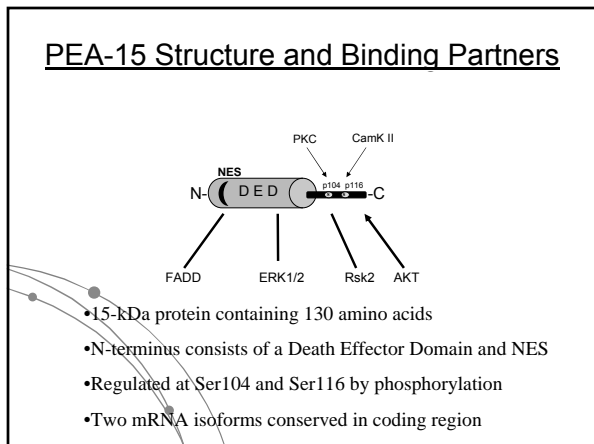 PEA-15 Structure and Binding Partners
PKC CamK II
NES
p104 p116
N- DED -C
FADD ERK1/2 Rsk2 AKT
•15-kDa protein containing 130 amino acids
•N-terminus consists of a Death Effector Domain and NES
•Regulated at Ser104 and Ser116 by phosphorylation
•Two mRNA isoforms conserved in coding region